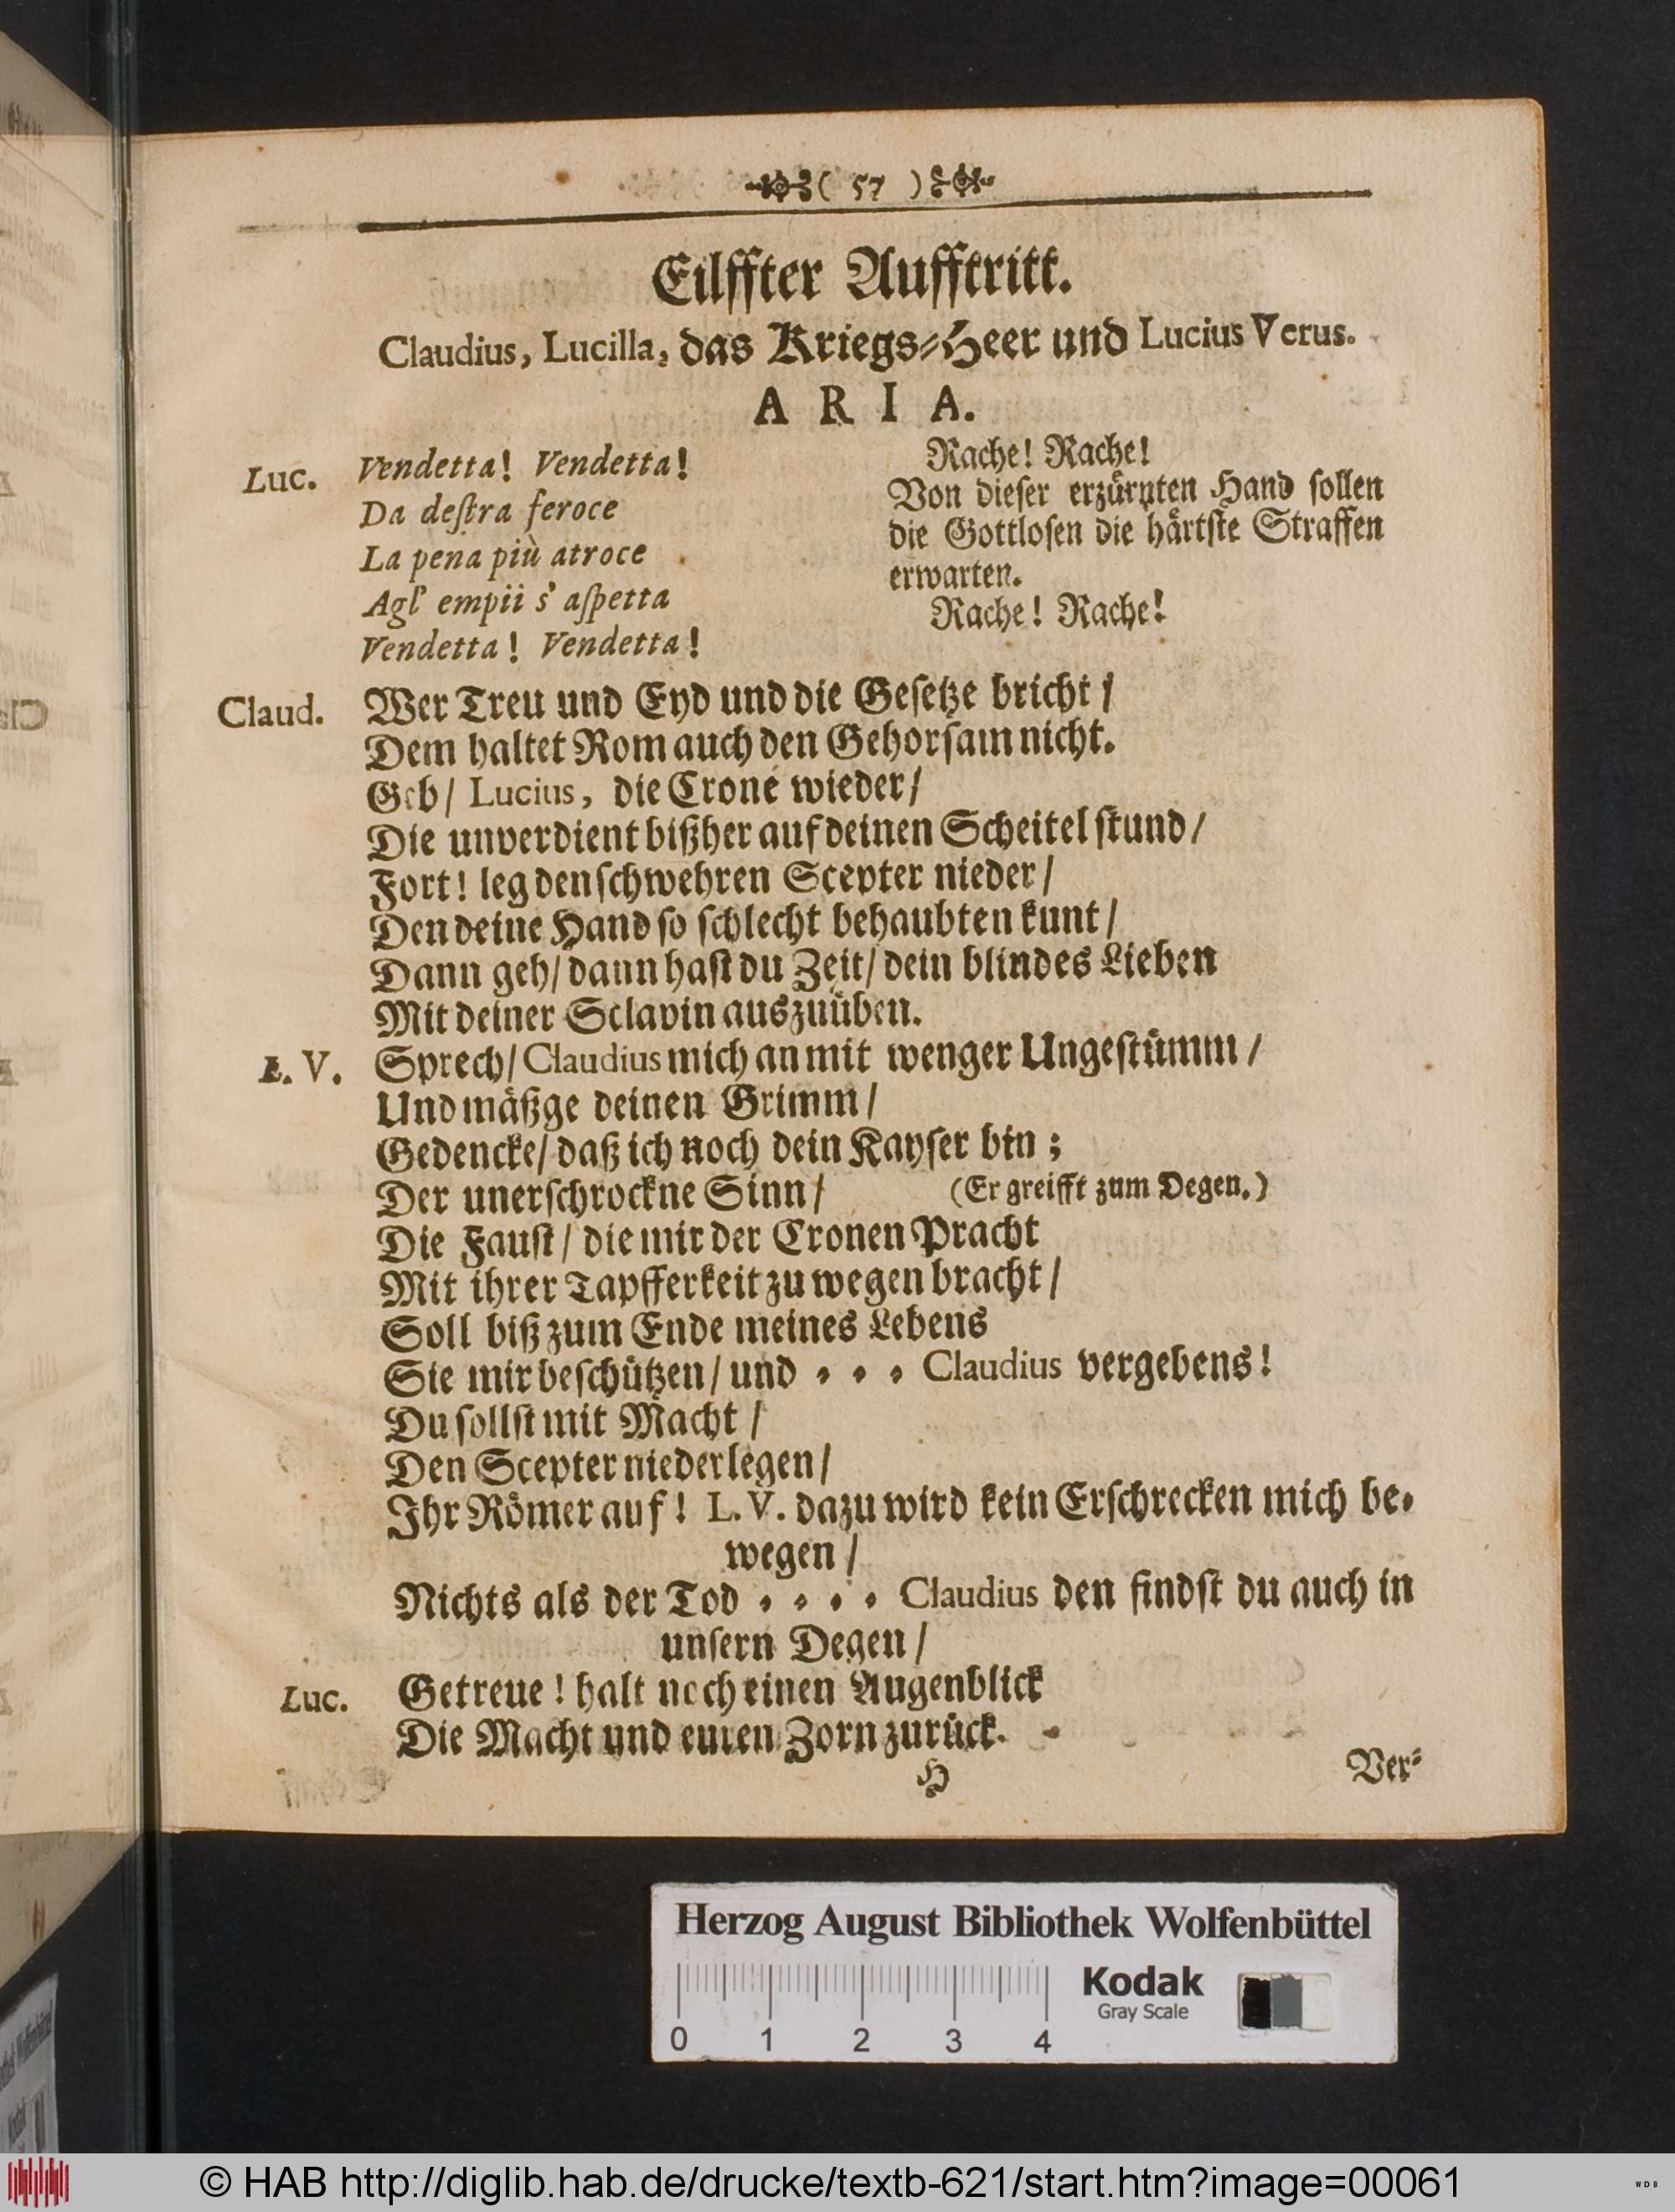 ( 57 )
Eilffter Aufftritt.
Claudius, Lucilla, das Kriegs-Heer und Lucius Verus.
ARIA.
Luc. Vendetta! Vendetta!
Da deſtra feroce
La pena più atroce
Agl' empii s' aſpetta
Vendetta! Vendetta!
Rache! Rache!
Von dieſer erzürnten Hand ſollen
die Gottloſen die härtſte Straffen
erwarten.
Rache! Rache!
Claud. Wer Treu und Eyd und die Geſetze bricht /
Dem haltet Rom auch den Gehorſam nicht.
Geb / Lucius, die Crone wieder /
Die unverdient bißher auf deinen Scheitel ſtund /
Fort! leg den ſchwehren Scepter nieder /
Den deine Hand ſo ſchlecht behaubten kunt /
Dann geh / dann haſt du Zeit / dein blindes Lieben
Mit deiner Sclavin auszuüben.
L. V. Sprech / Claudius mich an mit wenger Ungeſtümm /
Und mäßge deinen Grimm /
Gedencke / daß ich noch dein Kayſer bin ;
Der unerſchrockne Sinn / (Er greifft zum Degen.)
Die Fauſt / die mir der Cronen Pracht
Mit ihrer Tapfferkeit zu wegen bracht /
Soll biß zum Ende meines Lebens
Sie mir beſchützen / und = = = Claudius vergebens!
Du ſollſt mit Macht /
Den Scepter niederlegen /
Ihr Römer auf! L. V. dazu wird kein Erſchrecken mich be=
wegen /
Nichts als der Tod = = = = Claudius den findſt du auch in
unſern Degen /
Luc. Getreue! halt noch einen Augenblick
Die Macht und euren Zorn zurück.
H
Ver=
Herzog August Bibliothek Wolfenbüttel
Kodak
Gray Scale
0 1 2 3 4
© HAB http://diglib.hab.de/drucke/textb-621/start.htm?image=00061
WDB